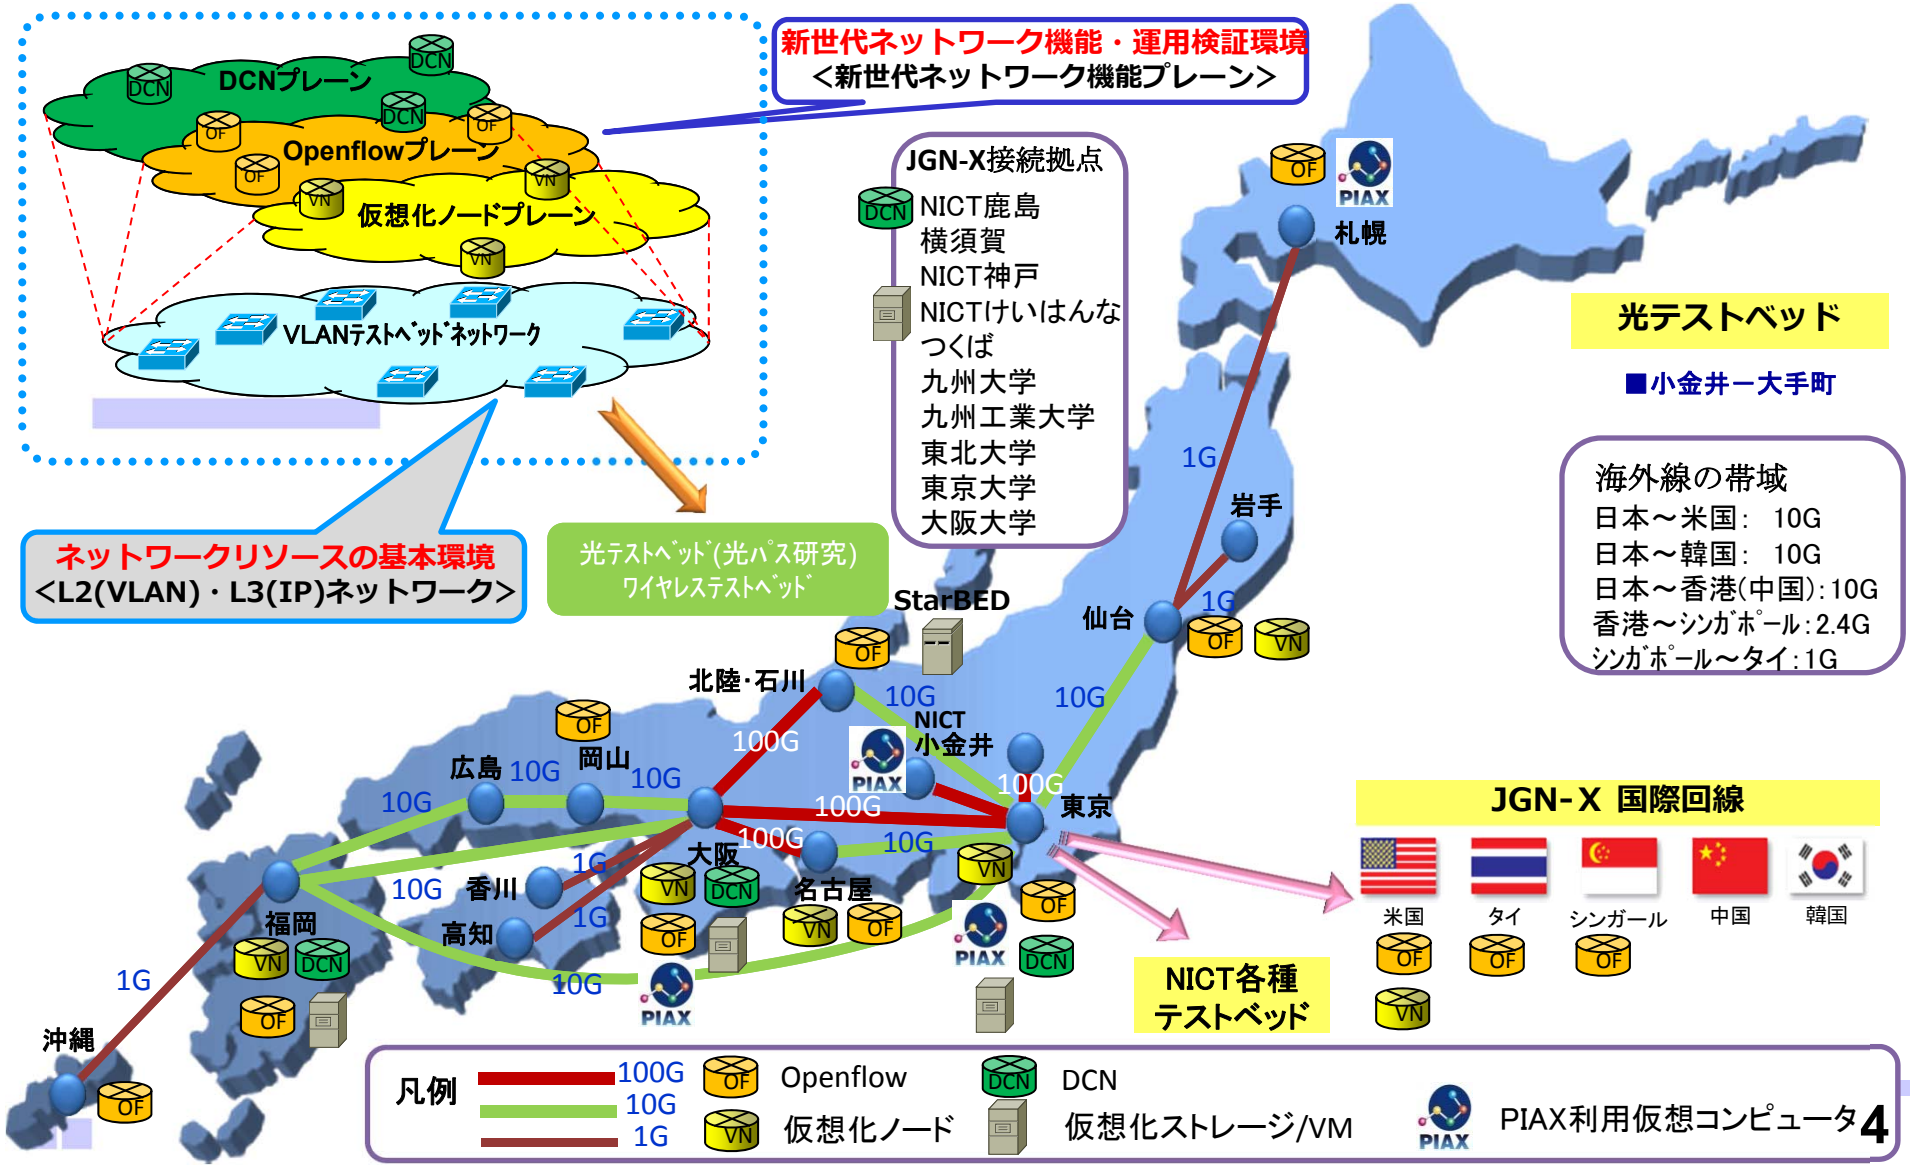 新世代ネットワーク機能・運用検証環境
＜新世代ネットワーク機能プレーン＞
DCN
DCN
DCNプレーン
DCN
OF
OF
Openflowプレーン
OF
VN
VN
仮想化ノードプレーン
VN
VLANテストベッドネットワーク
ネットワークリソースの基本環境
＜L2(VLAN)・L3(IP)ネットワーク＞
光テストベッド(光パス研究)
ワイヤレステストベッド
JGN-X接続拠点
DCN
NICT鹿島
横須賀
NICT神戸
NICTけいはんな
つくば
九州大学
九州工業大学
東北大学
東京大学
大阪大学
OF
PIAX
札幌
光テストベッド
■小金井－大手町
海外線の帯域
日本～米国： 10G
日本～韓国： 10G
日本～香港(中国)：10G
香港～シンガポール：2.4G
シンガポール～タイ：1G
1G
岩手
1G
仙台
OF
VN
10G
StarBED
OF
北陸・石川
10G
NICT
小金井
PIAX
100G
100G
100G
東京
OF
岡山
広島
10G
10G
10G
100G
10G
大阪
名古屋
VN
DCN
OF
VN
OF
PIAX
1G
香川
1G
高知
10G
10G
福岡
VN
DCN
OF
1G
沖縄
OF
VN
OF
PIAX
DCN
NICT各種
テストベッド
JGN-X 国際回線
米国
タイ
シンガール
中国
韓国
OF
OF
OF
VN
凡例
100G
10G
1G
OF
Openflow
VN
仮想化ノード
DCN
DCN
仮想化ストレージ/VM
PIAX
PIAX利用仮想コンピュータ
4